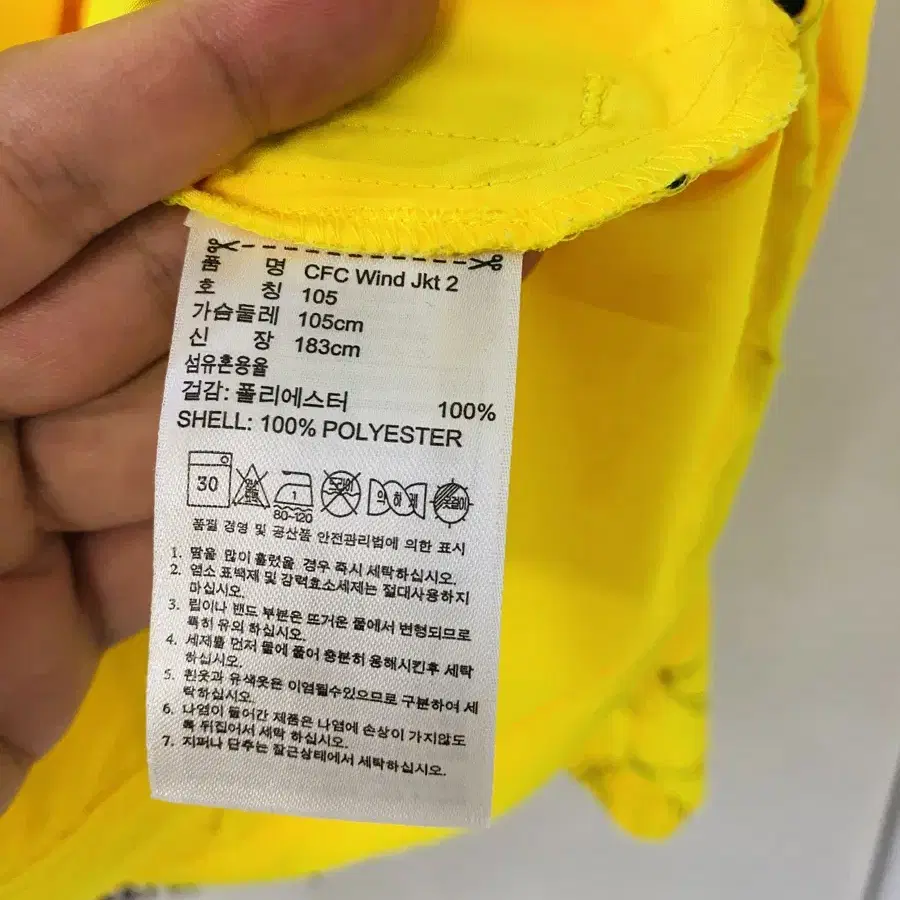 품 명 CFC Wind Jkt 2
호 칭 105
가슴둘레 105cm
신 장 183cm
섬유혼용율
겉감: 폴리에스터 100%
SHELL: 100% POLYESTER
30
1
80~120
드라이
약 하 게
옷걸이
품질 경영 및 공산품 안전관리법에 의한 표시
1. 땀을 많이 흘렸을 경우 즉시 세탁하십시오.
2. 염소 표백제 및 강력효소세제는 절대사용하지
마십시오.
3. 립이나 밴드 부분은 뜨거운 물에서 변형되므로
특히 유의 하십시오.
4. 세제를 먼저 물에 풀어 충분히 용해시킨후 세탁
하십시오.
5. 흰옷과 유색옷은 이염될수있으므로 구분하여 세
탁하십시오.
6. 나염이 들어간 제품은 나염에 손상이 가지않도
록 뒤집어서 세탁 하십시오.
7. 지퍼나 단추는 잠근상태에서 세탁하십시오.